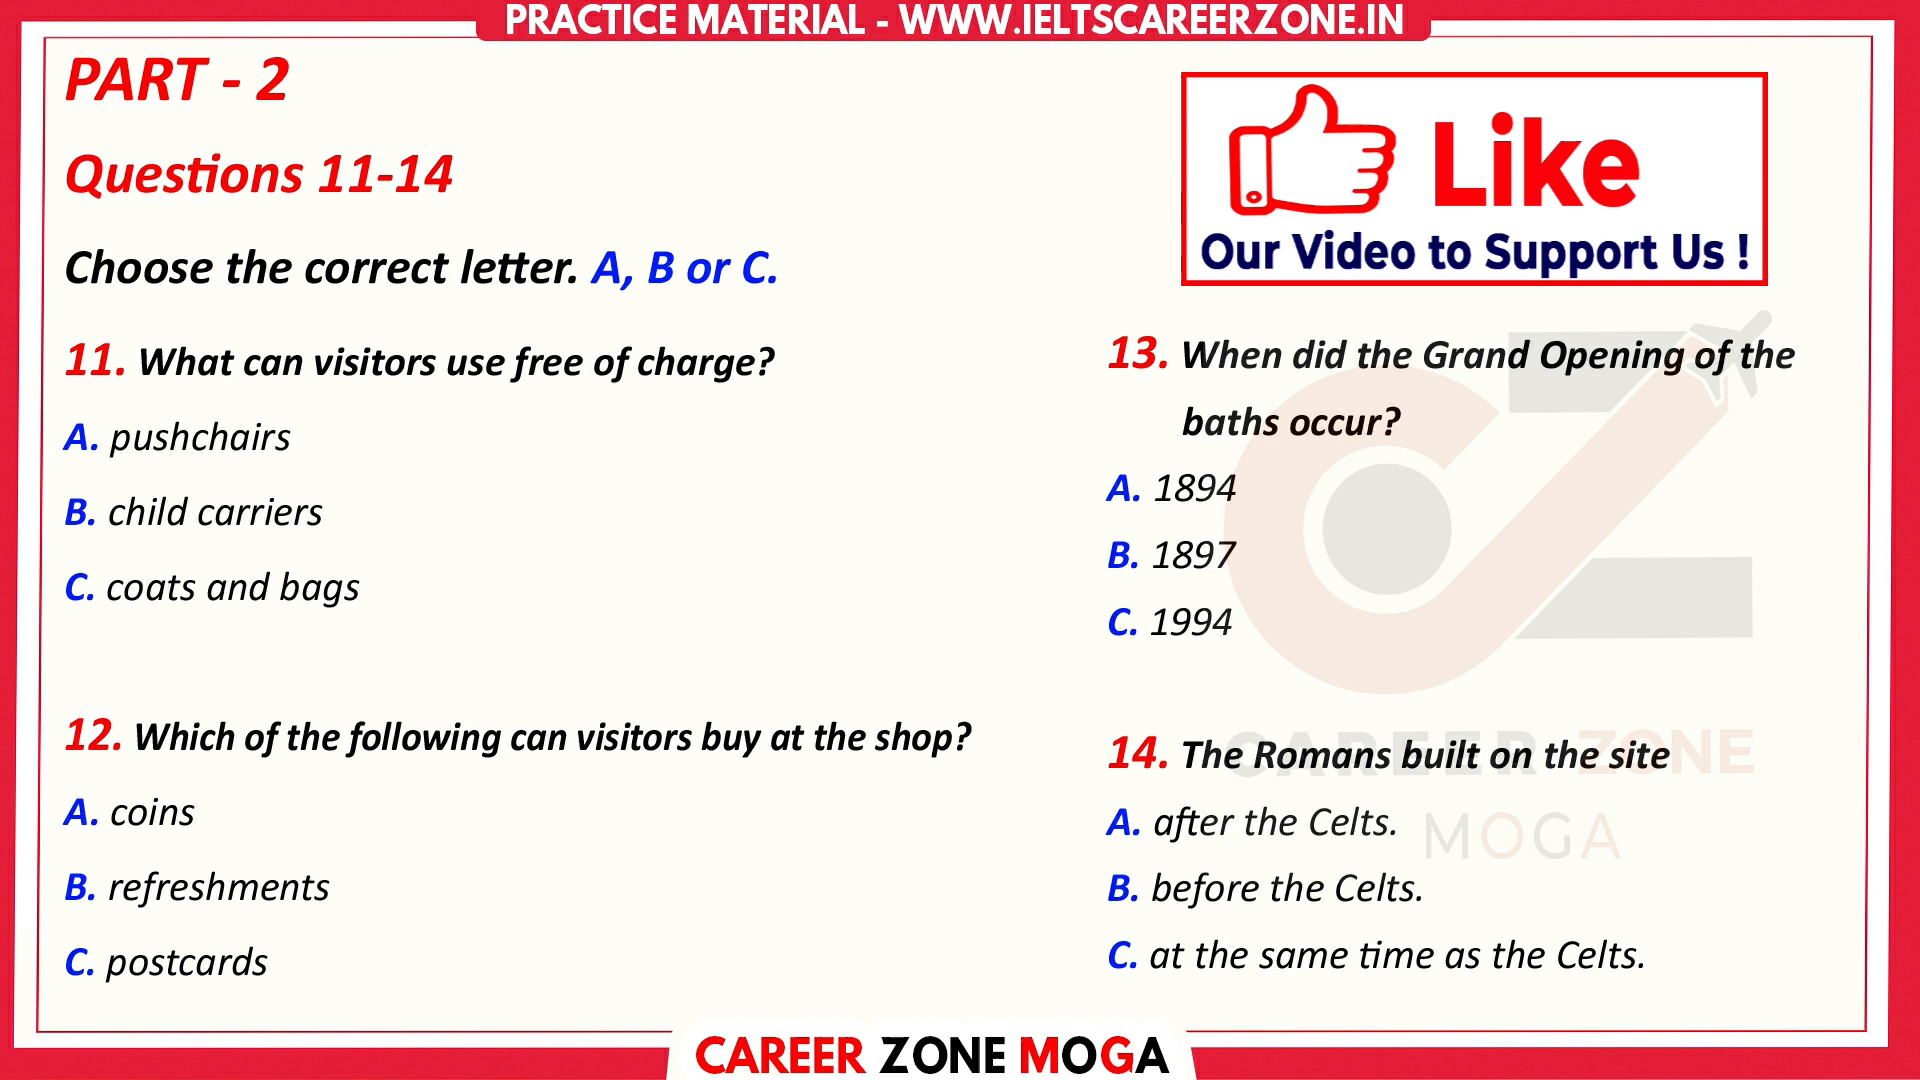 PRACTICE MATERIAL - WWW.IELTSCAREERZONE.IN
PART - 2
Questions 11-14
Choose the correct letter. A, B or C.
11. What can visitors use free of charge?
A. pushchairs
B. child carriers
C. coats and bags
12. Which of the following can visitors buy at the shop?
A. coins
B. refreshments
C. postcards
Like
Our Video to Support Us !
13. When did the Grand Opening of the
baths occur?
A. 1894
B. 1897
C. 1994
14. The Romans built on the site
A. after the Celts.
B. before the Celts.
C. at the same time as the Celts.
CAREER ZONE
MOGA
CAREER ZONE MOGA